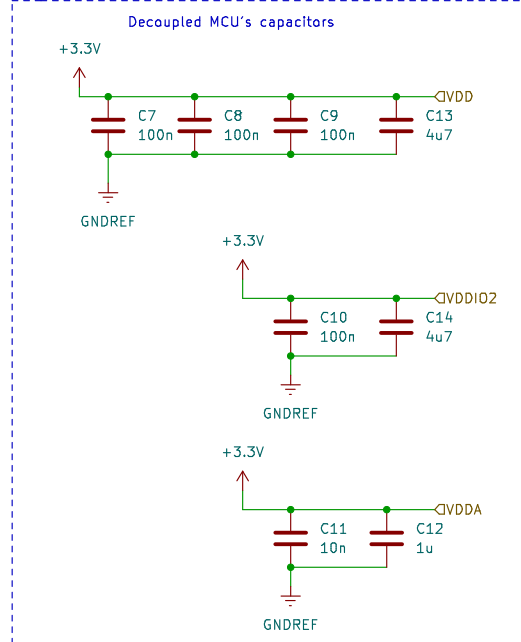 Decoupled MCU's capacitors
+3.3V
VDD
C7 C8 C9 C13
100n 100n 100n 4u7
GNDREF
+3.3V
VDDIO2
C10 C14
100n 4u7
GNDREF
+3.3V
VDDA
C11 C12
10n 1u
GNDREF